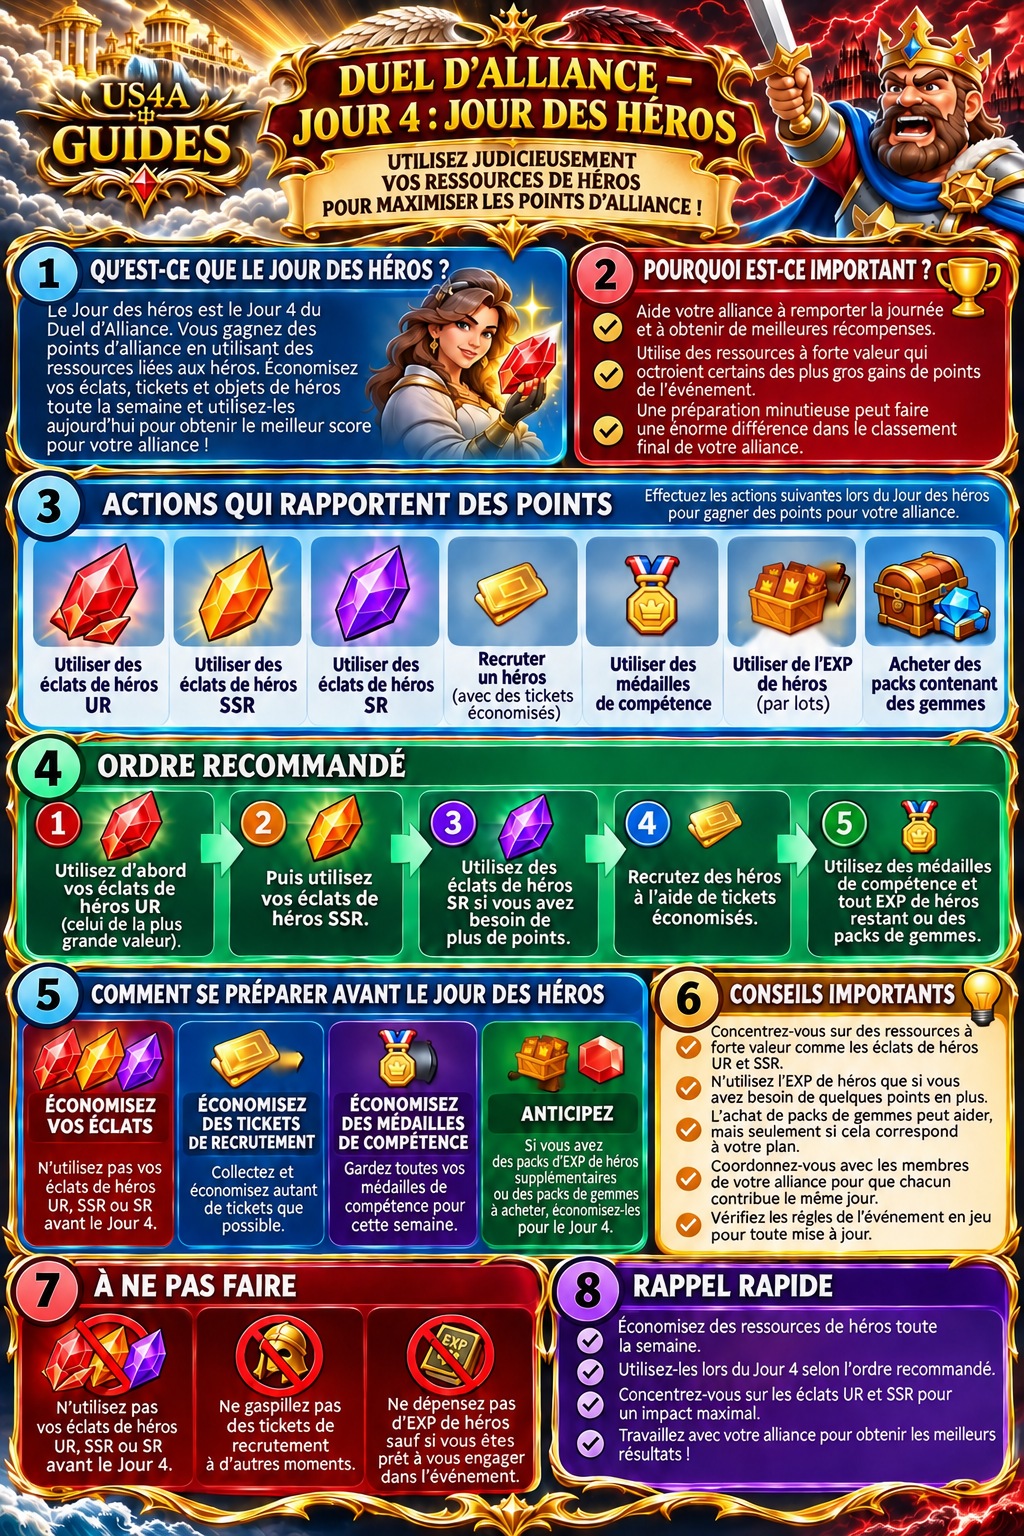 US4A
GUIDES
DUEL D'ALLIANCE –
JOUR 4 : JOUR DES HÉROS
UTILISEZ JUDICIEUSEMENT
VOS RESSOURCES DE HÉROS
POUR MAXIMISER LES POINTS D'ALLIANCE !
1
QU'EST-CE QUE LE JOUR DES HÉROS ?
Le Jour des héros est le Jour 4 du
Duel d'Alliance. Vous gagnez des
points d'alliance en utilisant des
ressources liées aux héros. Économisez
vos éclats, tickets et objets de héros
toute la semaine et utilisez-les
aujourd'hui pour obtenir le meilleur score
pour votre alliance !
2
POURQUOI EST-CE IMPORTANT ?
Aide votre alliance à remporter la journée
et à obtenir de meilleures récompenses.
Utilise des ressources à forte valeur qui
octroient certains des plus gros gains de points
de l'événement.
Une préparation minutieuse peut faire
une énorme différence dans le classement
final de votre alliance.
3
ACTIONS QUI RAPPORTENT DES POINTS
Effectuez les actions suivantes lors du Jour des héros
pour gagner des points pour votre alliance.
Utiliser des
éclats de héros
UR
Utiliser des
éclats de héros
SSR
Utiliser des
éclats de héros
SR
Recruter
un héros
(avec des tickets
économisés)
Utiliser des
médailles
de compétence
Utiliser de l'EXP
de héros
(par lots)
Acheter des
packs contenant
des gemmes
4
ORDRE RECOMMANDÉ
1
Utilisez d'abord
vos éclats de
héros UR
(celui de la plus
grande valeur).
2
Puis utilisez
vos éclats de
héros SSR.
3
Utilisez des
éclats de héros
SR si vous avez
besoin de
plus de points.
4
Recrutez des héros
à l'aide de tickets
économisés.
5
Utilisez des médailles
de compétence et
tout EXP de héros
restant ou des
packs de gemmes.
5
COMMENT SE PRÉPARER AVANT LE JOUR DES HÉROS
ÉCONOMISEZ
VOS ÉCLATS
N'utilisez pas vos
éclats de héros
UR, SSR ou SR
avant le Jour 4.
ÉCONOMISEZ
DES TICKETS
DE RECRUTEMENT
Collectez et
économisez autant
de tickets que
possible.
ÉCONOMISEZ
DES MÉDAILLES
DE COMPÉTENCE
Gardez toutes vos
médailles de
compétence pour
cette semaine.
ANTICIPEZ
Si vous avez
des packs d'EXP de héros
supplémentaires
ou des packs de gemmes
à acheter, économisez-les
pour le Jour 4.
6
CONSEILS IMPORTANTS
Concentrez-vous sur des ressources à
forte valeur comme les éclats de héros
UR et SSR.
N'utilisez l'EXP de héros que si vous
avez besoin de quelques points en plus.
L'achat de packs de gemmes peut aider,
mais seulement si cela correspond
à votre plan.
Coordonnez-vous avec les membres
de votre alliance pour que chacun
contribue le même jour.
Vérifiez les règles de l'événement en jeu
pour toute mise à jour.
7
À NE PAS FAIRE
N'utilisez pas
vos éclats de héros
UR, SSR ou SR
avant le Jour 4.
Ne gaspillez pas
des tickets de
recrutement
à d'autres moments.
EXP
Ne dépensez pas
d'EXP de héros
sauf si vous êtes
prêt à vous engager
dans l'événement.
8
RAPPEL RAPIDE
Économisez des ressources de héros toute
la semaine.
Utilisez-les lors du Jour 4 selon l'ordre recommandé.
Concentrez-vous sur les éclats UR et SSR pour
un impact maximal.
Travaillez avec votre alliance pour obtenir les meilleurs
résultats !